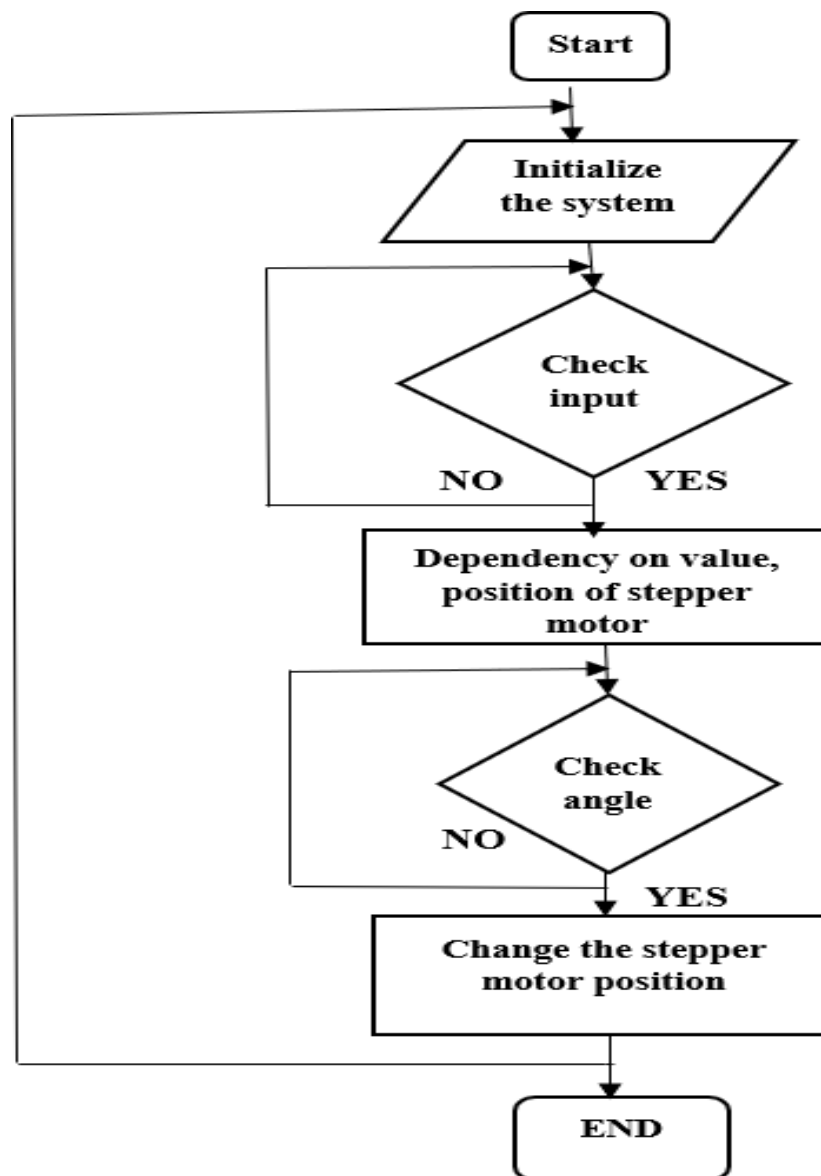 Start
Initialize
the system
Check
input
NO YES
Dependency on value,
position of stepper
motor
Check
angle
NO
YES
Change the stepper
motor position
END